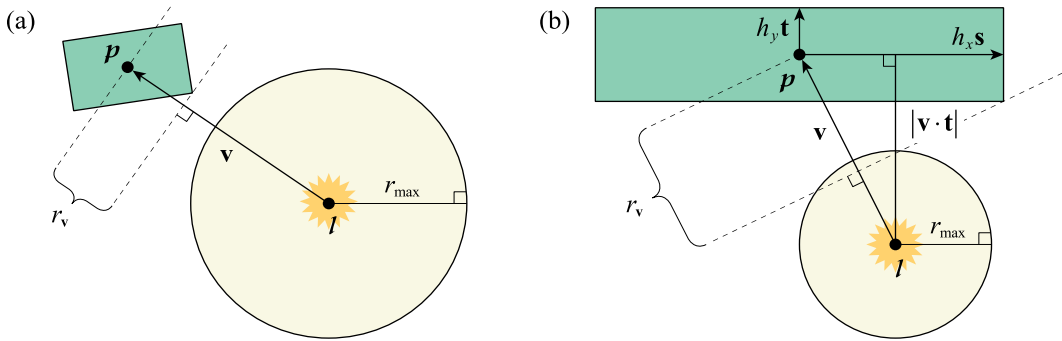 (a)
𝓅
v
r_max
r_v
𝓵
(b)
h_y t
h_x s
𝓅
|v · t|
v
r_v
r_max
𝓵